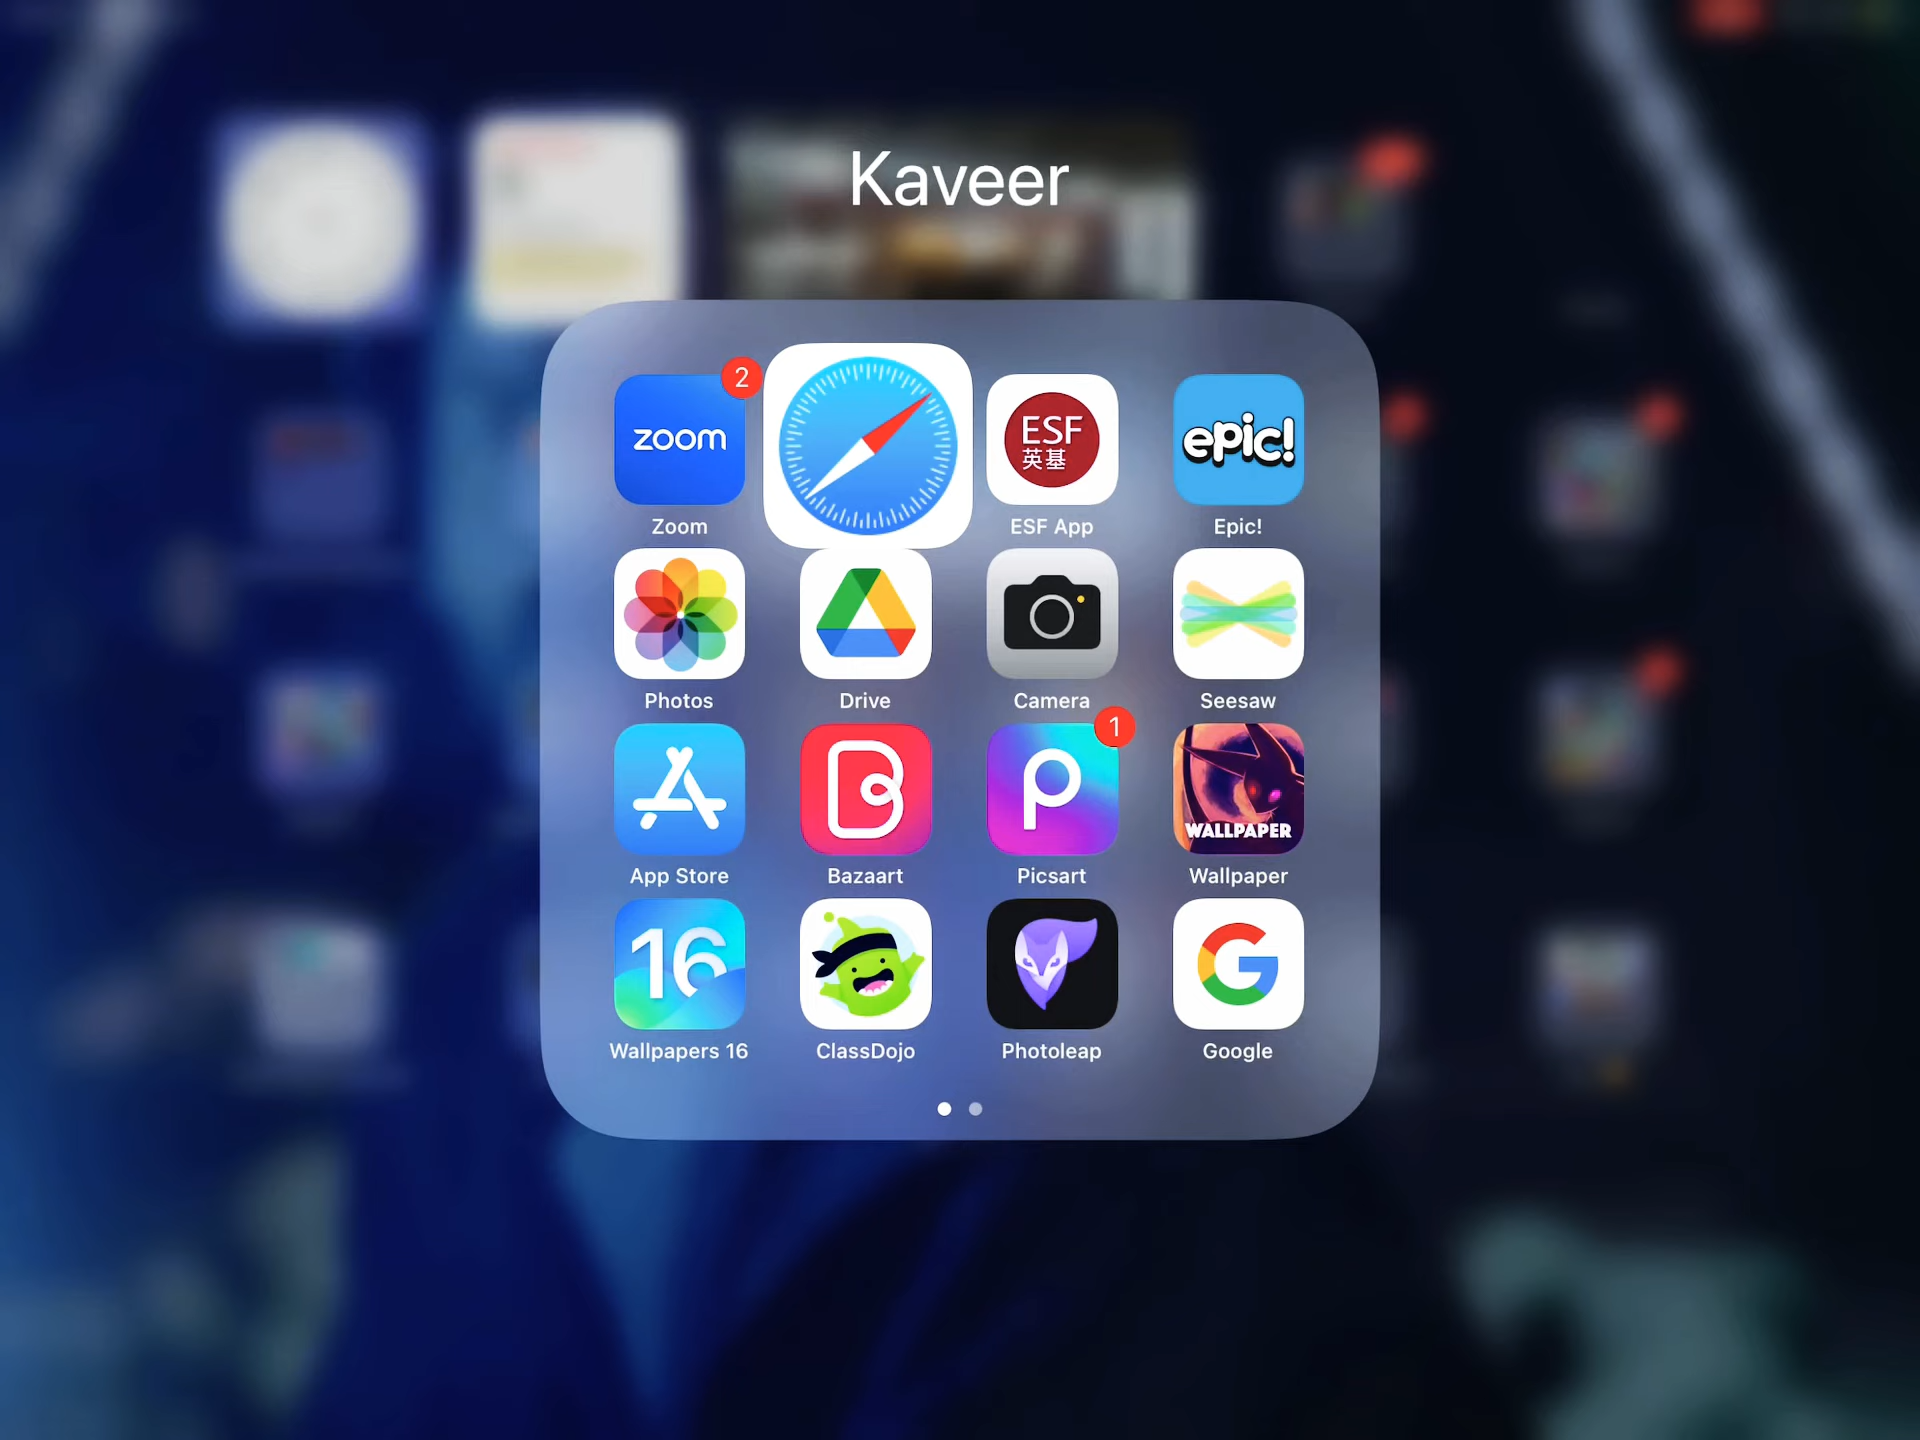 Kaveer
2
zoom
ESF
英基
epic!
Zoom
ESF App
Epic!
Photos
Drive
Camera
Seesaw
1
WALLPAPER
App Store
Bazaart
Picsart
Wallpaper
16
Wallpapers 16
ClassDojo
Photoleap
Google